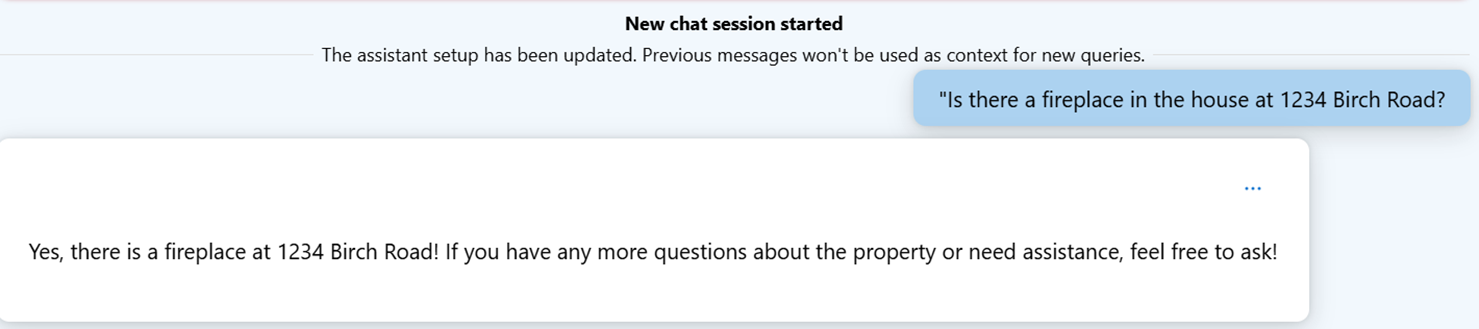 New chat session started
The assistant setup has been updated. Previous messages won't be used as context for new queries.
"Is there a fireplace in the house at 1234 Birch Road?
...
Yes, there is a fireplace at 1234 Birch Road! If you have any more questions about the property or need assistance, feel free to ask!